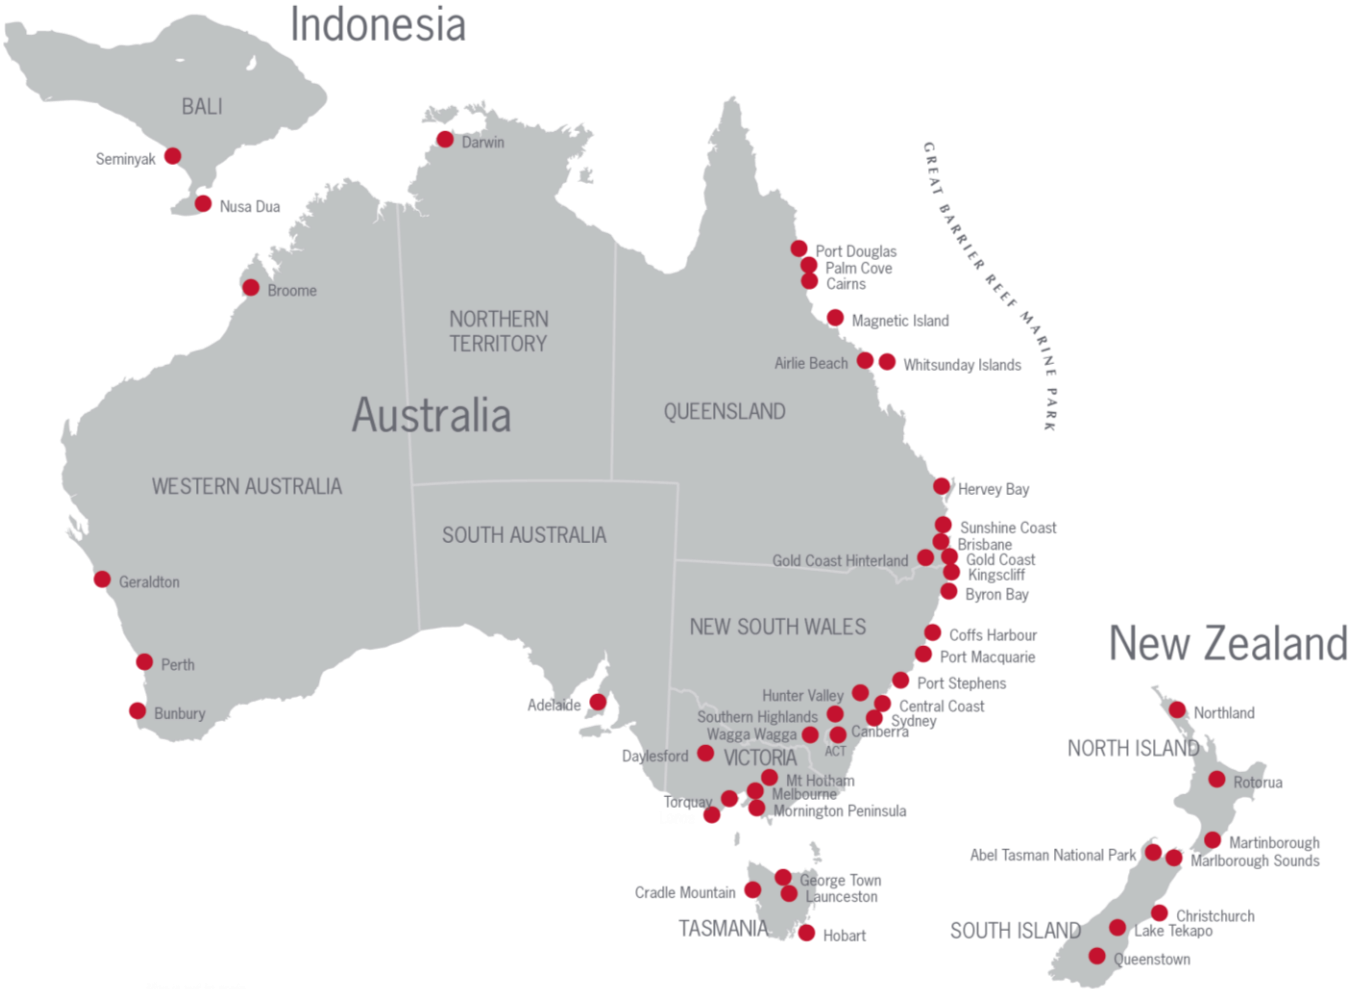 Indonesia
BALI
Seminyak
Nusa Dua
Darwin
Broome
GREAT BARRIER REEF MARINE PARK
Port Douglas
Palm Cove
Cairns
Magnetic Island
Airlie Beach
Whitsunday Islands
NORTHERN
TERRITORY
Australia
QUEENSLAND
WESTERN AUSTRALIA
SOUTH AUSTRALIA
Hervey Bay
Sunshine Coast
Brisbane
Gold Coast Hinterland
Gold Coast
Kingscliff
Byron Bay
Geraldton
NEW SOUTH WALES
Coffs Harbour
Port Macquarie
Perth
Port Stephens
Hunter Valley
Central Coast
Bunbury
Adelaide
Southern Highlands
Sydney
Wagga Wagga
Canberra
ACT
Daylesford
VICTORIA
Mt Hotham
Melbourne
Torquay
Mornington Peninsula
George Town
Cradle Mountain
Launceston
TASMANIA
Hobart
New Zealand
Northland
NORTH ISLAND
Rotorua
Martinborough
Abel Tasman National Park
Marlborough Sounds
Christchurch
SOUTH ISLAND
Lake Tekapo
Queenstown